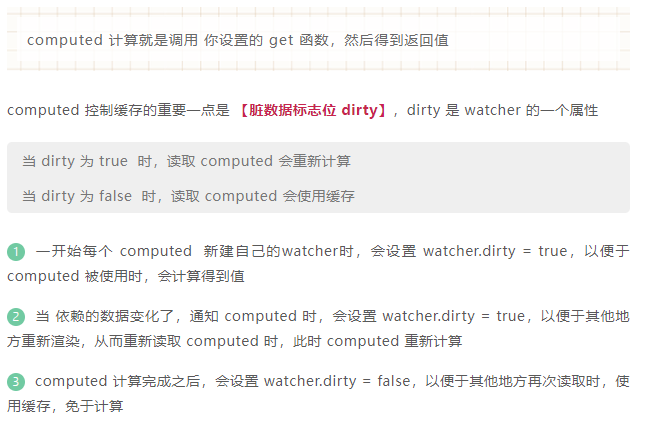 computed 计算就是调用 你设置的 get 函数，然后得到返回值
computed 控制缓存的重要一点是 【脏数据标志位 dirty】，dirty 是 watcher 的一个属性
当 dirty 为 true 时，读取 computed 会重新计算
当 dirty 为 false 时，读取 computed 会使用缓存
1 一开始每个 computed 新建自己的watcher时，会设置 watcher.dirty = true，以便于
computed 被使用时，会计算得到值
2 当 依赖的数据变化了，通知 computed 时，会设置 watcher.dirty = true，以便于其他地
方重新渲染，从而重新读取 computed 时，此时 computed 重新计算
3 computed 计算完成之后，会设置 watcher.dirty = false，以便于其他地方再次读取时，使
用缓存，免于计算